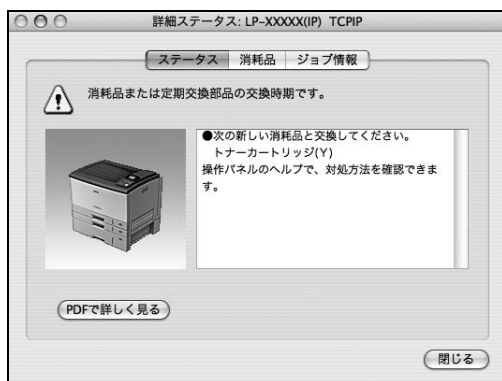 詳細ステータス: LP-XXXXX(IP) TCPIP
ステータス 消耗品 ジョブ情報
消耗品または定期交換部品の交換時期です。
●次の新しい消耗品と交換してください。
トナーカートリッジ(Y)
操作パネルのヘルプで、対処方法を確認できま
す。
PDFで詳しく見る
閉じる